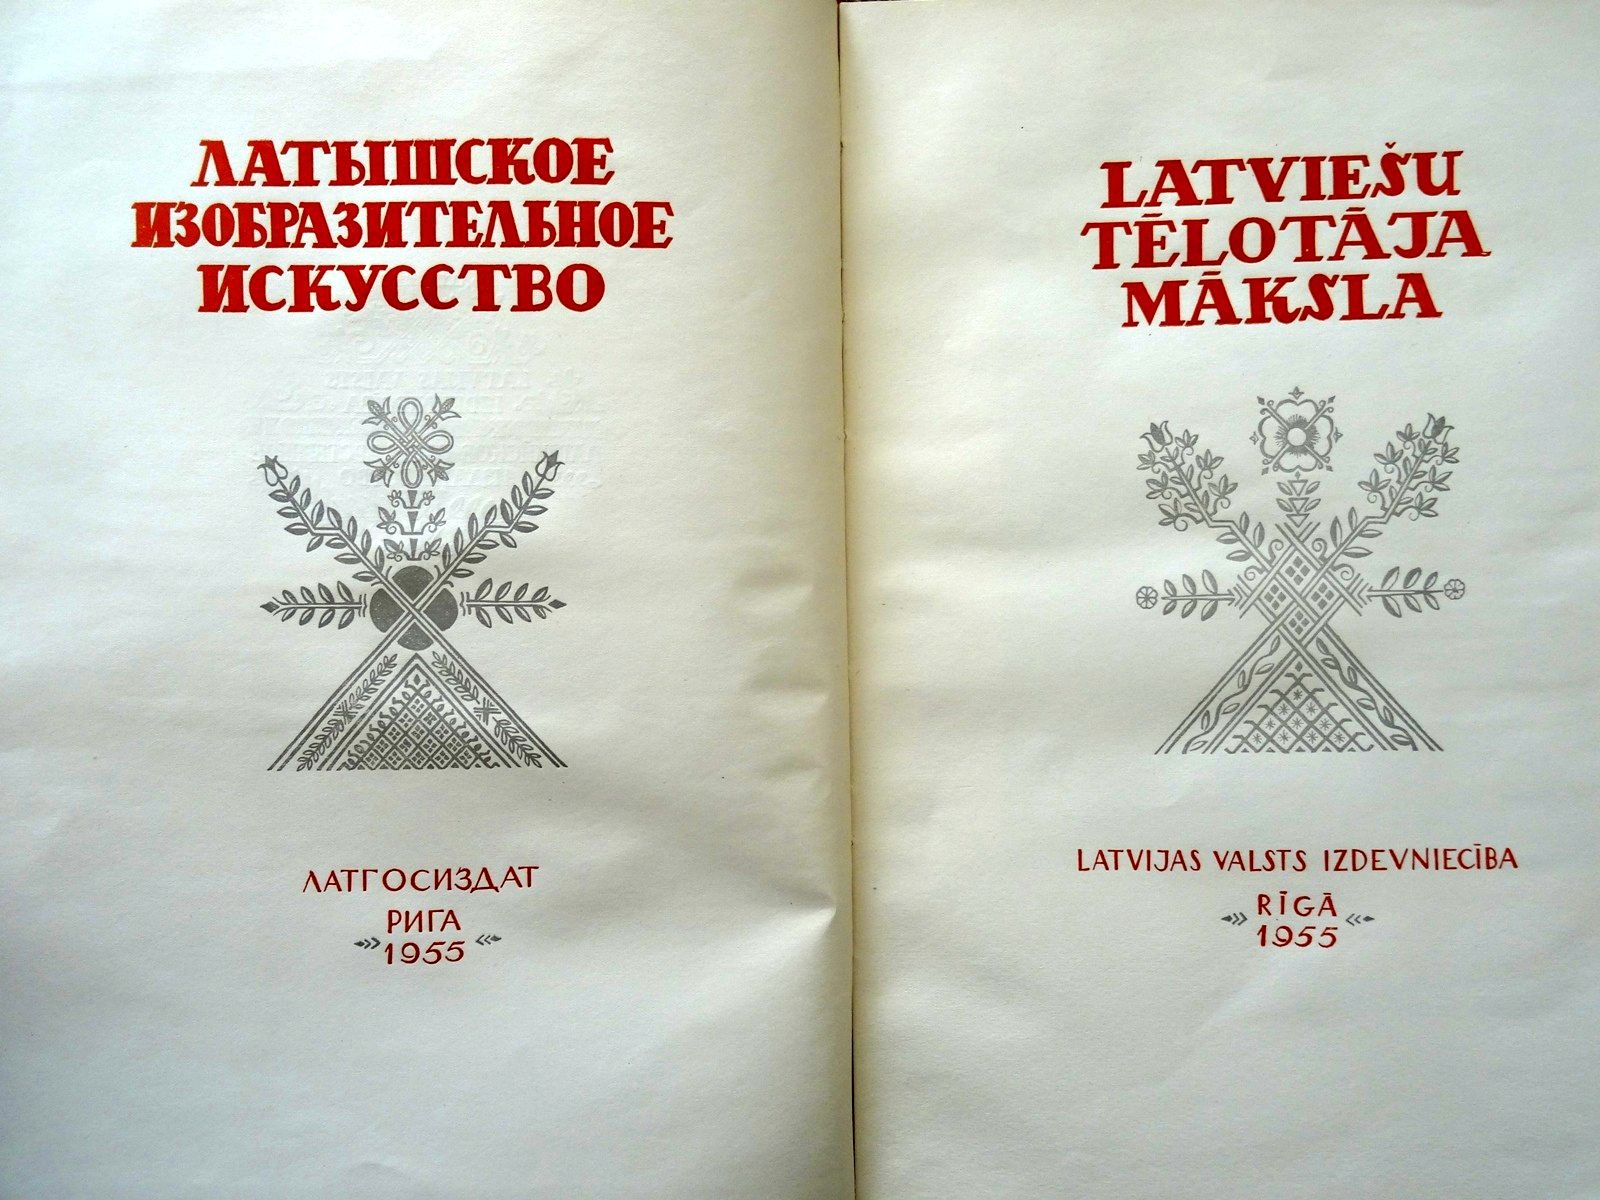 ЛАТЫШСКОЕ
ИЗОБРАЗИТЕЛЬНОЕ
ИСКУССТВО
ЛАТГОСИЗДАТ
РИГА
1955
LATVIEŠU
TĒLOTĀJA
MĀKSLA
LATVIJAS VALSTS IZDEVNIECĪBA
RĪGĀ
1955